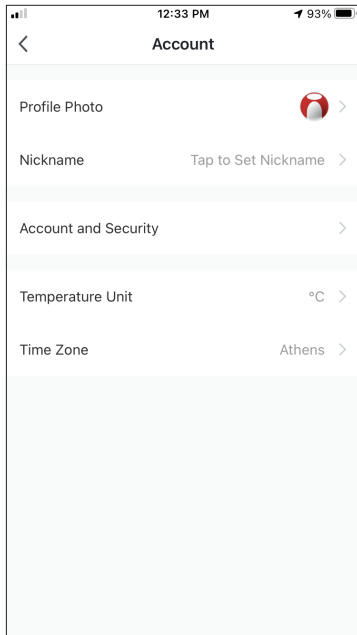 12:33 PM
93%
Account
Profile Photo
Nickname
Tap to Set Nickname
Account and Security
Temperature Unit
°C
Time Zone
Athens